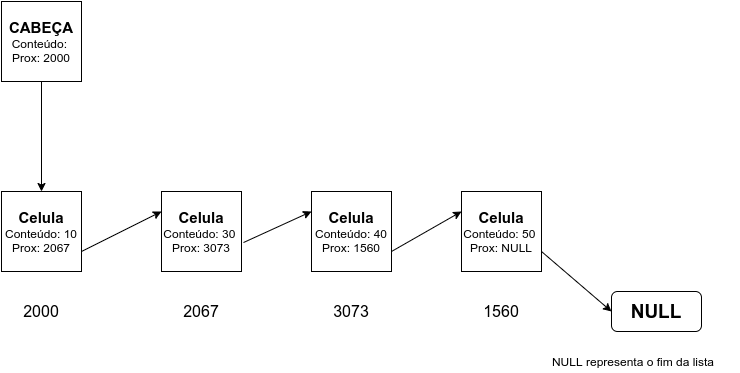 CABEÇA
Conteúdo:
Prox: 2000
Celula
Conteúdo: 10
Prox: 2067
Celula
Conteúdo: 30
Prox: 3073
Celula
Conteúdo: 40
Prox: 1560
Celula
Conteúdo: 50
Prox: NULL
2000
2067
3073
1560
NULL
NULL representa o fim da lista